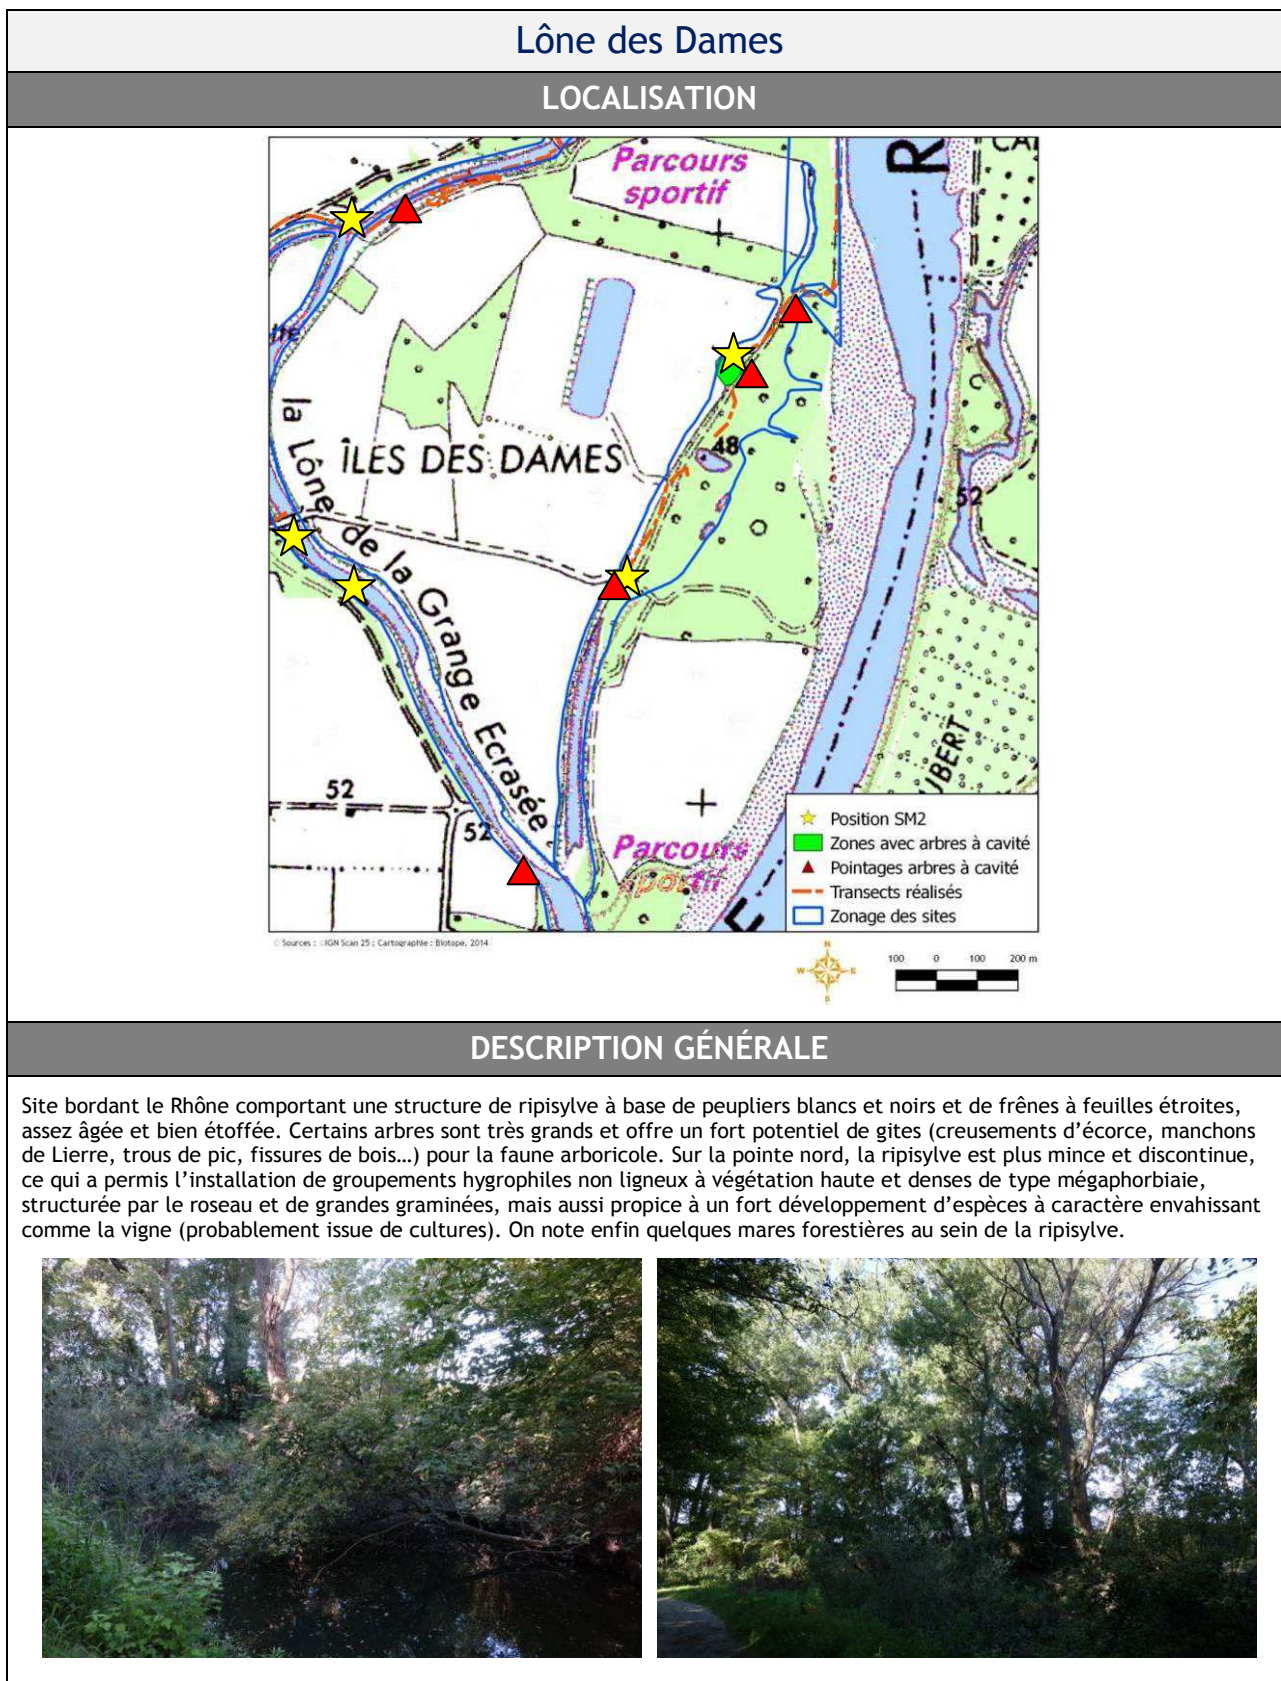 Lône des Dames
LOCALISATION
Parcours
sportif
R
ÎLES DES DAMES
48
52
la Lône de la Grange Ecrasée
52
52
UBERT
Parcours
sportif
Position SM2
Zones avec arbres à cavité
Pointages arbres à cavité
Transects réalisés
Zonage des sites
© Sources : ©IGN Scan 25 ; Cartographie : Biotope, 2014
N
W
E
S
100 0 100 200 m
DESCRIPTION GÉNÉRALE
Site bordant le Rhône comportant une structure de ripisylve à base de peupliers blancs et noirs et de frênes à feuilles étroites,
assez âgée et bien étoffée. Certains arbres sont très grands et offre un fort potentiel de gites (creusements d'écorce, manchons
de Lierre, trous de pic, fissures de bois…) pour la faune arboricole. Sur la pointe nord, la ripisylve est plus mince et discontinue,
ce qui a permis l'installation de groupements hygrophiles non ligneux à végétation haute et denses de type mégaphorbiaie,
structurée par le roseau et de grandes graminées, mais aussi propice à un fort développement d'espèces à caractère envahissant
comme la vigne (probablement issue de cultures). On note enfin quelques mares forestières au sein de la ripisylve.